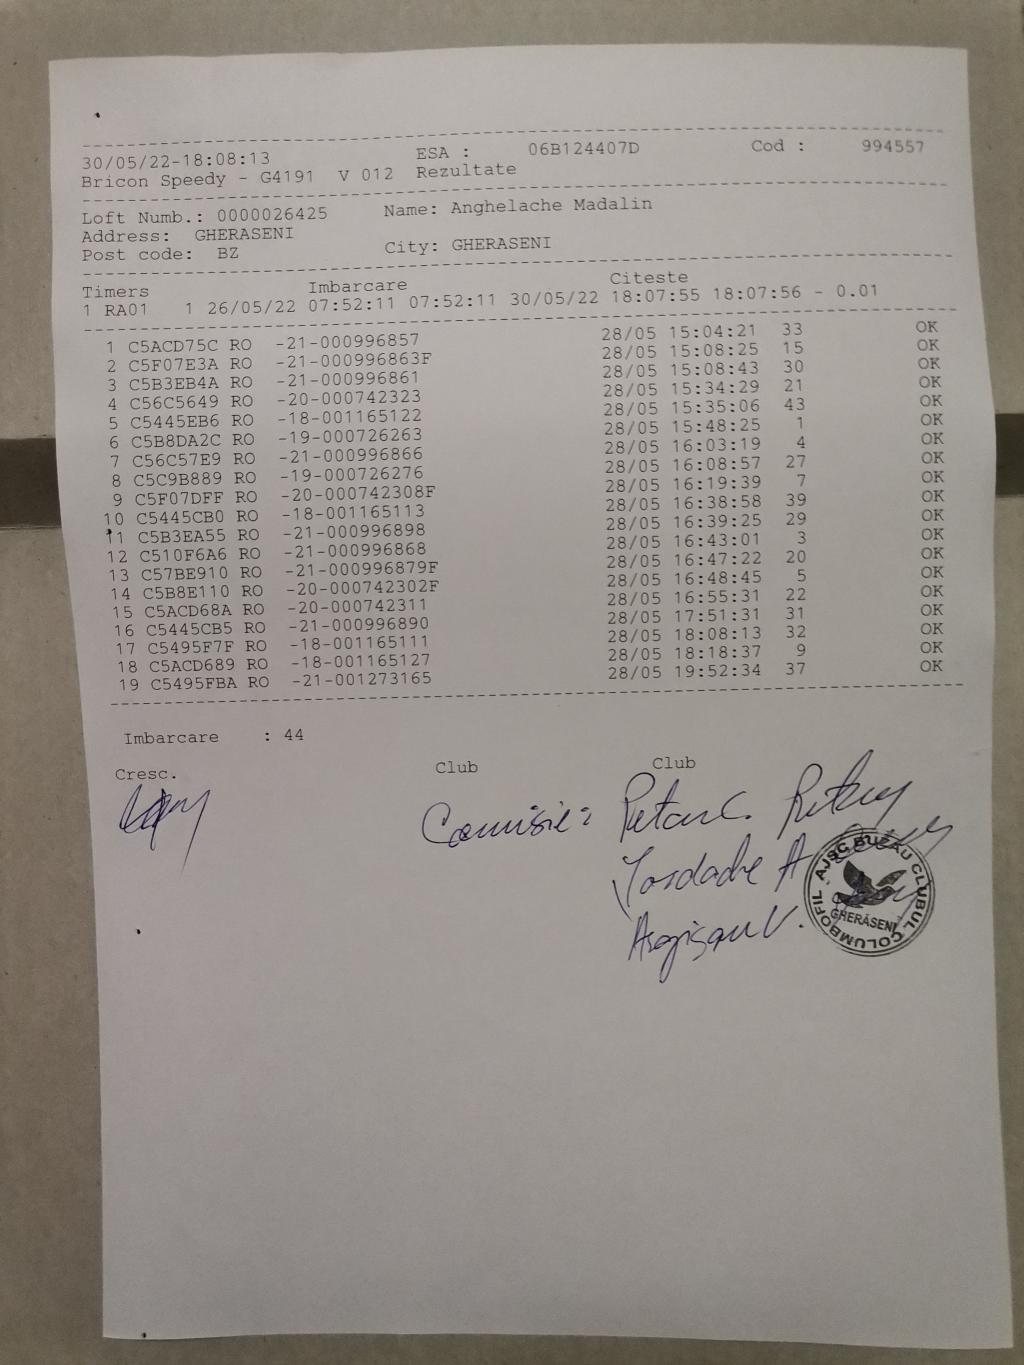 30/05/22-18:08:13 ESA : 06B124407D Cod : 994557
Bricon Speedy - G4191 V 012 Rezultate
Loft Numb.: 0000026425 Name: Anghelache Madalin
Address: GHERASENI
Post code: BZ City: GHERASENI
Timers Imbarcare Citeste
1 RA01 1 26/05/22 07:52:11 07:52:11 30/05/22 18:07:55 18:07:56 - 0.01
1 C5ACD75C RO -21-000996857 28/05 15:04:21 33 OK
2 C5F07E3A RO -21-000996863F 28/05 15:08:25 15 OK
3 C5B3EB4A RO -21-000996861 28/05 15:08:43 30 OK
4 C56C5649 RO -20-000742323 28/05 15:34:29 21 OK
5 C5445EB6 RO -18-001165122 28/05 15:35:06 43 OK
6 C5B8DA2C RO -19-000726263 28/05 15:48:25 1 OK
7 C56C57E9 RO -21-000996866 28/05 16:03:19 4 OK
8 C5C9B889 RO -19-000726276 28/05 16:08:57 27 OK
9 C5F07DFF RO -20-000742308F 28/05 16:19:39 7 OK
10 C5445CB0 RO -18-001165113 28/05 16:38:58 39 OK
11 C5B3EA55 RO -21-000996898 28/05 16:39:25 29 OK
12 C510F6A6 RO -21-000996868 28/05 16:43:01 3 OK
13 C57BE910 RO -21-000996879F 28/05 16:47:22 20 OK
14 C5B8E110 RO -20-000742302F 28/05 16:48:45 5 OK
15 C5ACD68A RO -20-000742311 28/05 16:55:31 22 OK
16 C5445CB5 RO -21-000996890 28/05 17:51:31 31 OK
17 C5495F7F RO -18-001165111 28/05 18:08:13 32 OK
18 C5ACD689 RO -18-001165127 28/05 18:18:37 9 OK
19 C5495FBA RO -21-001273165 28/05 19:52:34 37 OK
Imbarcare : 44
Cresc. Club Club
Comisie:
Iordache A
V.
AJSC BUZAU CLUBUL COLUMBOFIL
GHERĂSENI